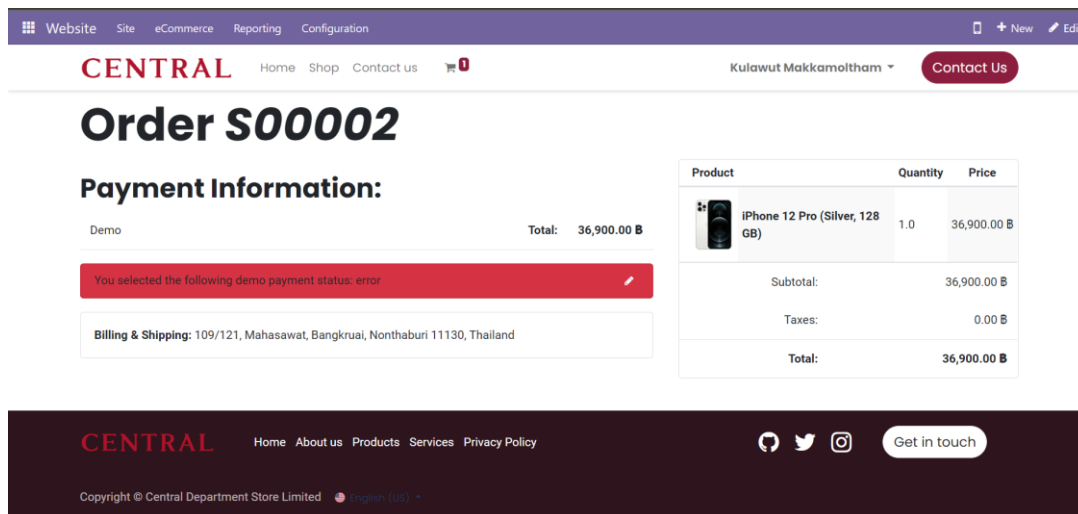 Website Site eCommerce Reporting Configuration + New Edi
CENTRAL Home Shop Contact us 1 Kulawut Makkamoltham Contact Us
Order S00002
Payment Information:
Demo Total: 36,900.00 ฿
You selected the following demo payment status: error
Billing & Shipping: 109/121, Mahasawat, Bangkruai, Nonthaburi 11130, Thailand
Product Quantity Price
iPhone 12 Pro (Silver, 128
GB) 1.0 36,900.00 ฿
Subtotal: 36,900.00 ฿
Taxes: 0.00 ฿
Total: 36,900.00 ฿
CENTRAL Home About us Products Services Privacy Policy Get in touch
Copyright © Central Department Store Limited English (US)